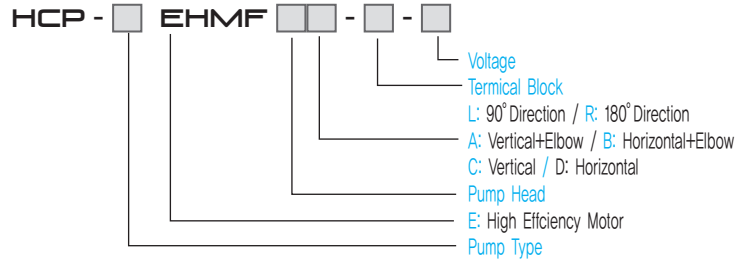 HCP - EHMF - -
Voltage
Termical Block
L: 90° Direction / R: 180° Direction
A: Vertical+Elbow / B: Horizontal+Elbow
C: Vertical / D: Horizontal
Pump Head
E: High Effciency Motor
Pump Type